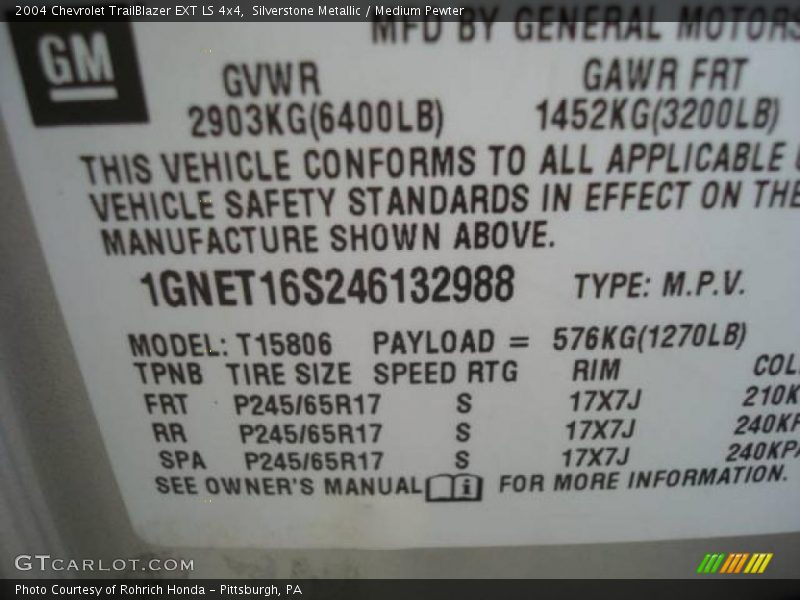 2004 Chevrolet TrailBlazer EXT LS 4x4, Silverstone Metallic / Medium Pewter
MFD BY GENERAL MOTORS
GM
GVWR GAWR FRT
2903KG(6400LB) 1452KG(3200LB)
THIS VEHICLE CONFORMS TO ALL APPLICABLE
VEHICLE SAFETY STANDARDS IN EFFECT ON THE
MANUFACTURE SHOWN ABOVE.
1GNET16S246132988 TYPE: M.P.V.
MODEL: T15806 PAYLOAD = 576KG(1270LB)
TPNB TIRE SIZE SPEED RTG RIM COL
FRT P245/65R17 S 17X7J 210K
RR P245/65R17 S 17X7J 240KP
SPA P245/65R17 S 17X7J 240KPA
SEE OWNER'S MANUAL i FOR MORE INFORMATION.
GTCARLOT.COM
Photo Courtesy of Rohrich Honda - Pittsburgh, PA